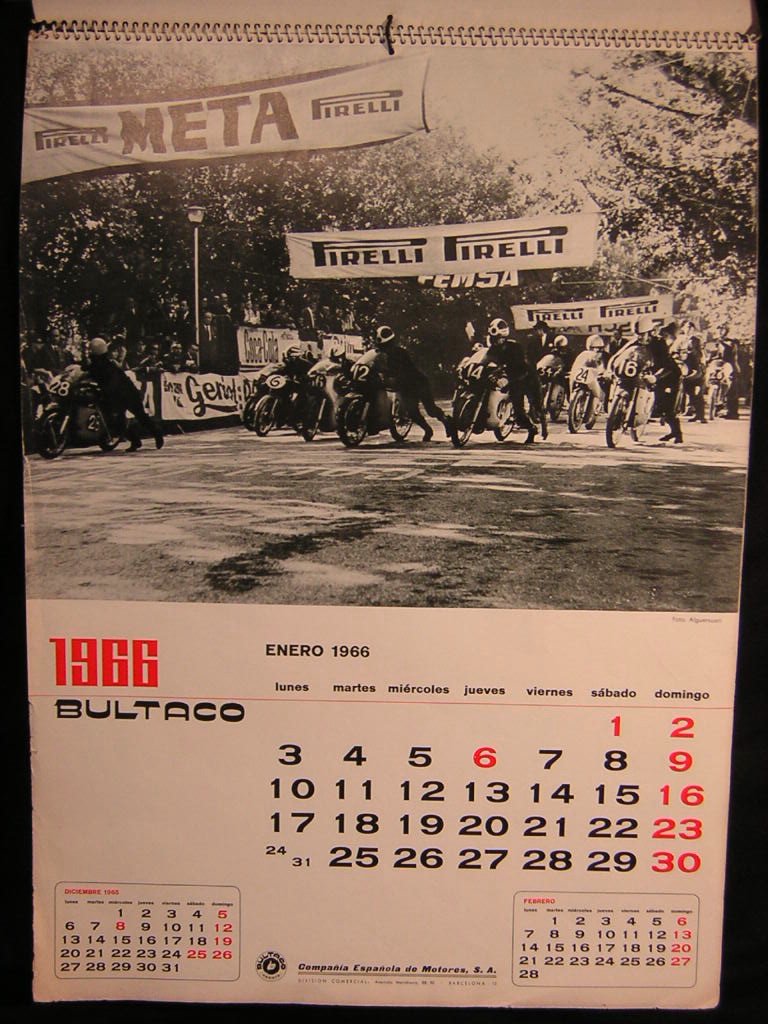 PIRELLI META PIRELLI
PIRELLI PIRELLI
FEMSA
PIRELLI PIRELLI
Coca-Cola
28
6
12
14
24
16
Foto: Alguersuari
1966
BULTACO
ENERO 1966
lunes martes miércoles jueves viernes sábado domingo
1 2
3 4 5 6 7 8 9
10 11 12 13 14 15 16
17 18 19 20 21 22 23
24 31 25 26 27 28 29 30
DICIEMBRE 1965
lunes martes miércoles jueves viernes sábado domingo
1 2 3 4 5
6 7 8 9 10 11 12
13 14 15 16 17 18 19
20 21 22 23 24 25 26
27 28 29 30 31
BULTACO
Compañía Española de Motores, S. A.
DIVISION COMERCIAL: Avenida Meridiana, BARCELONA
FEBRERO
lunes martes miércoles jueves viernes sábado domingo
1 2 3 4 5 6
7 8 9 10 11 12 13
14 15 16 17 18 19 20
21 22 23 24 25 26 27
28